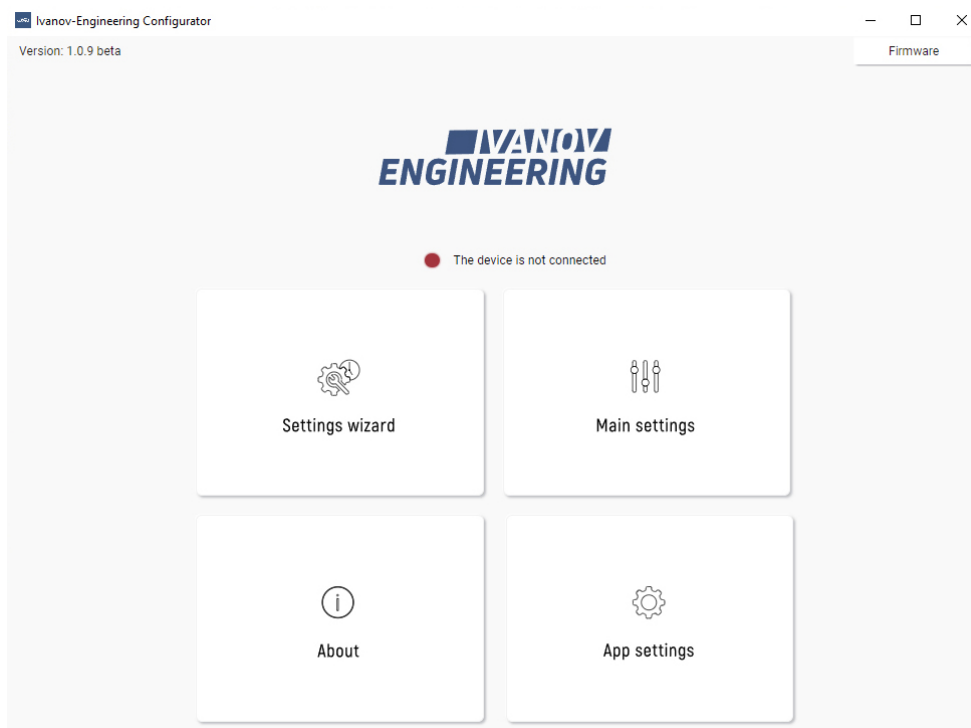 Ivanov-Engineering Configurator
Version: 1.0.9 beta
Firmware
IVANOV
ENGINEERING
The device is not connected
Settings wizard
Main settings
About
App settings